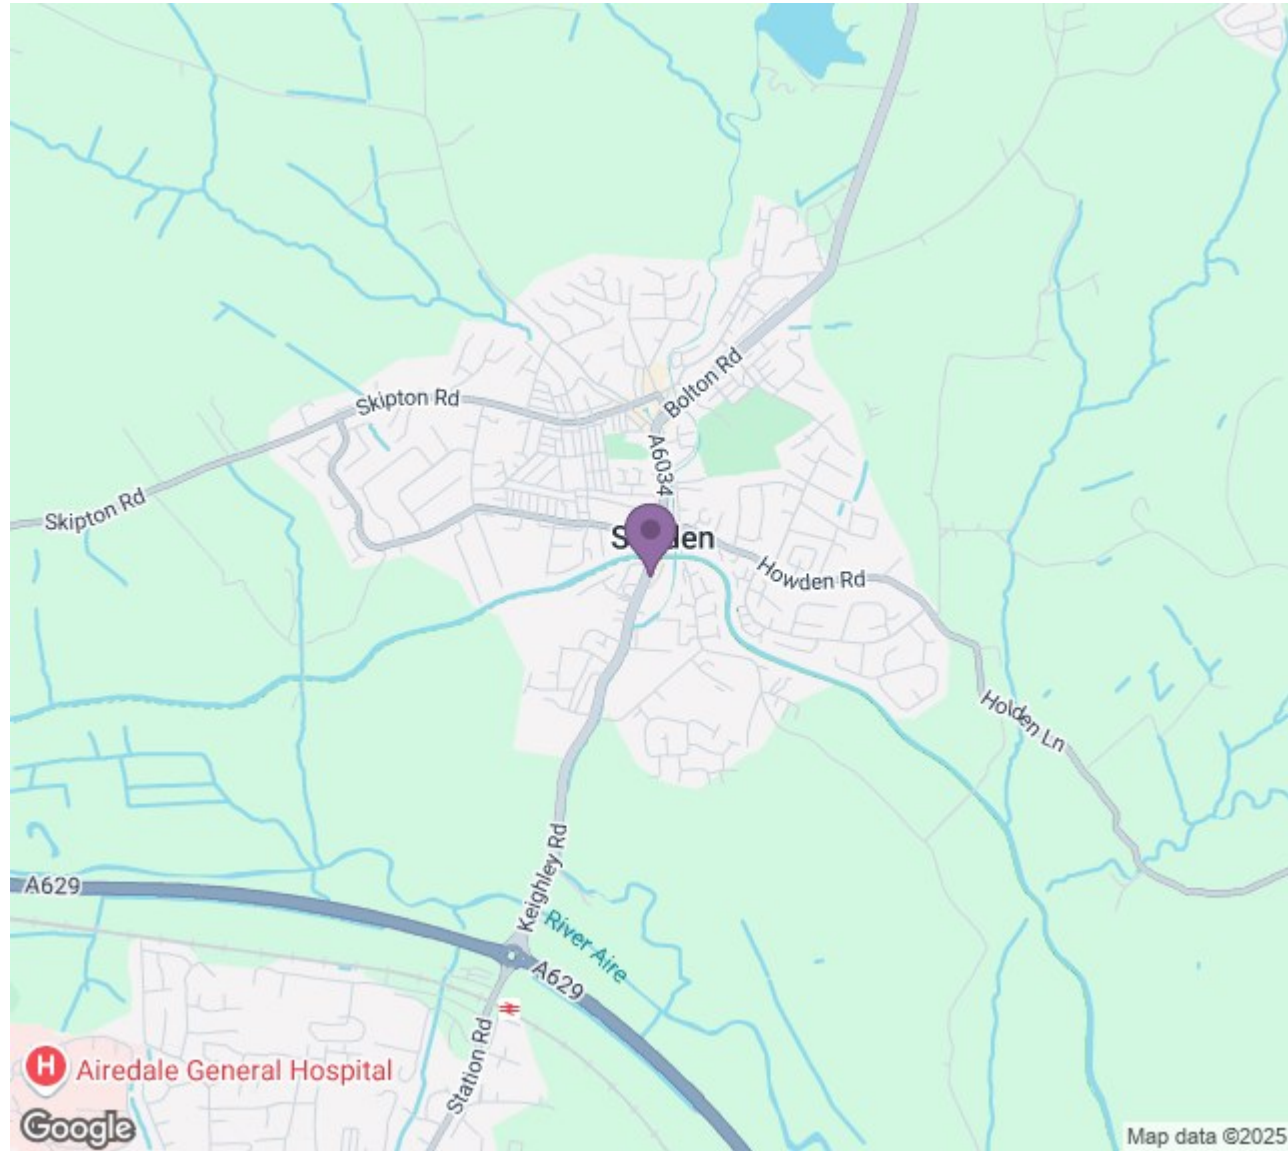 Bolton Rd
Skipton Rd
A6034
Skipton Rd
Howden Rd
Holden Ln
Keighley Rd
A629
River Aire
A629
Station Rd
H
Airedale General Hospital
Google
Map data ©2025